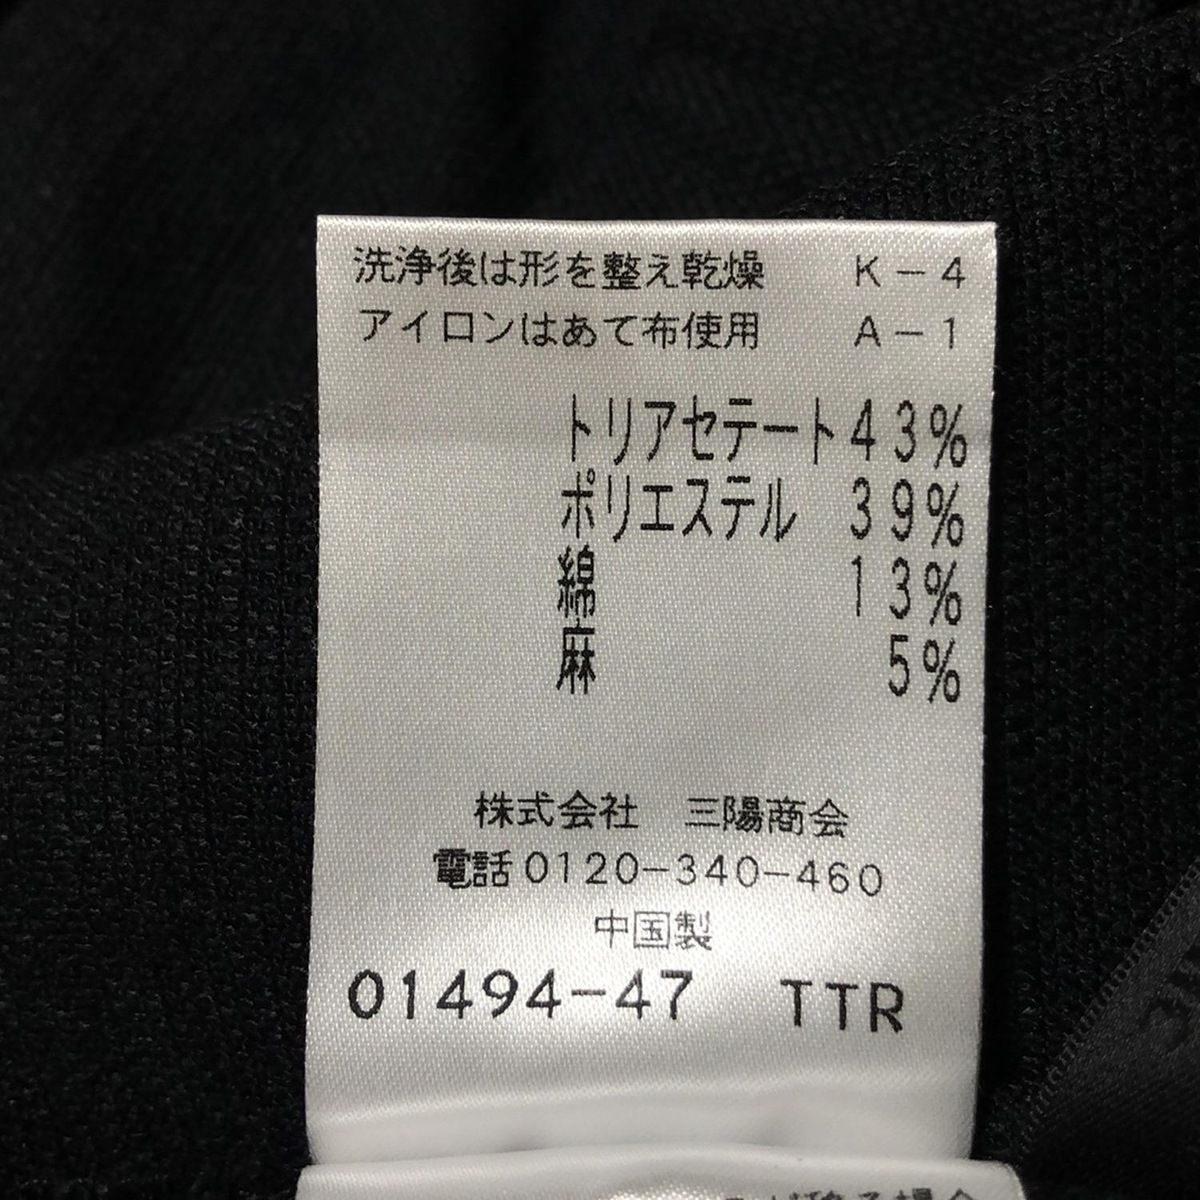 洗浄後は形を整え乾燥 K-4
アイロンはあて布使用 A-1
トリアセテート43%
ポリエステル 39%
綿 13%
麻 5%
株式会社 三陽商会
電話0120-340-460
中国製
01494-47 TTR